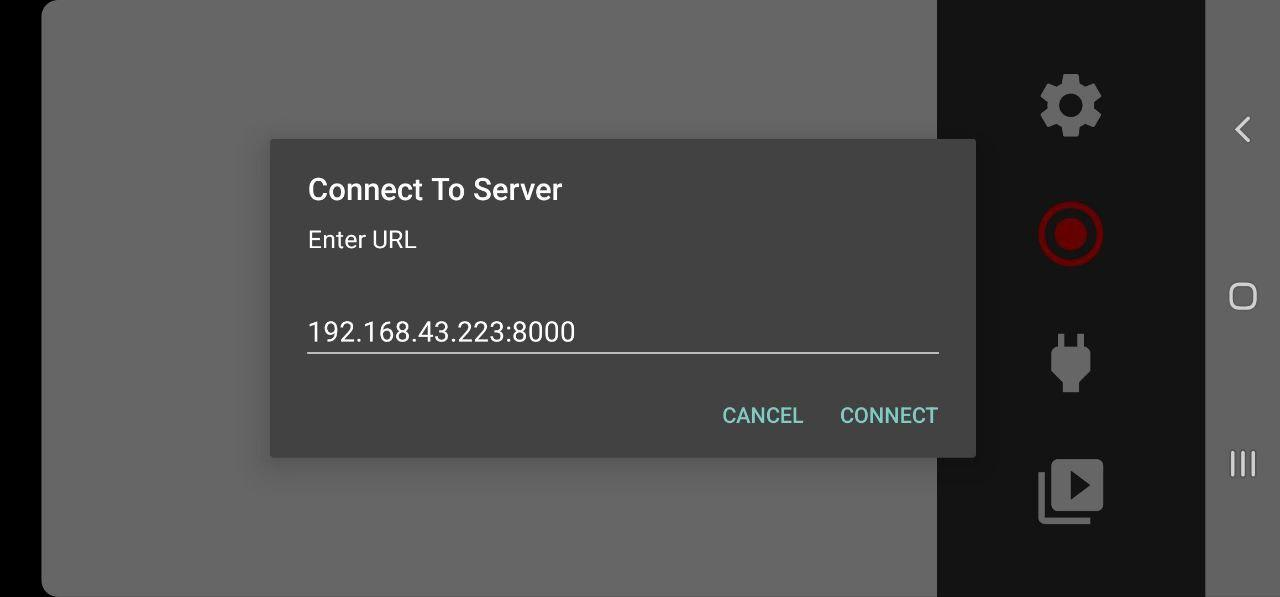 Connect To Server
Enter URL
192.168.43.223:8000
CANCEL CONNECT